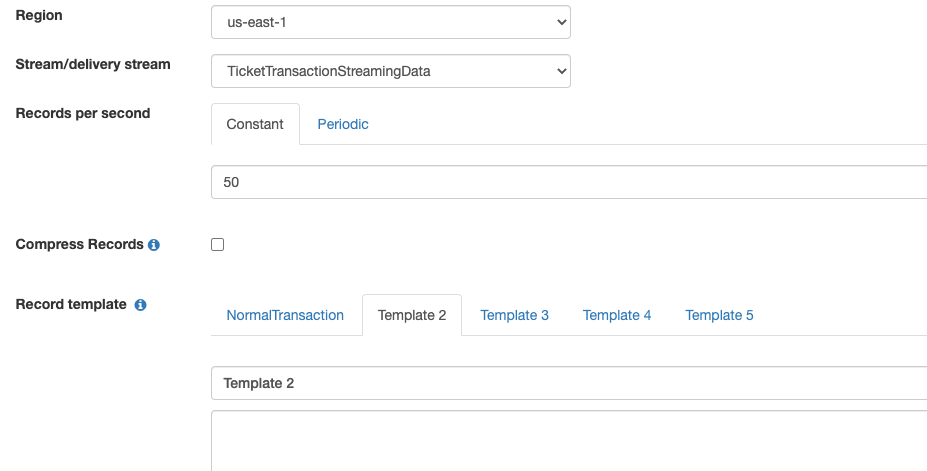 Region
us-east-1
Stream/delivery stream
TicketTransactionStreamingData
Records per second
Constant
Periodic
50
Compress Records
Record template
NormalTransaction
Template 2
Template 3
Template 4
Template 5
Template 2